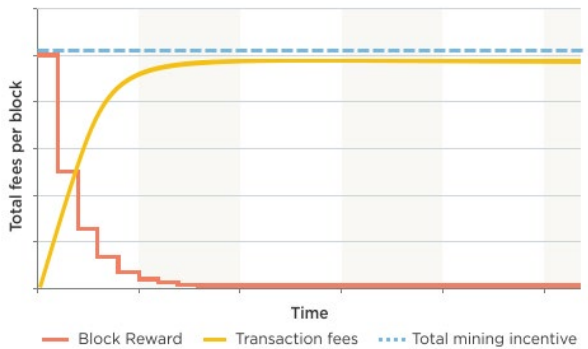 Total fees per block
Time
Block Reward
Transaction fees
Total mining incentive